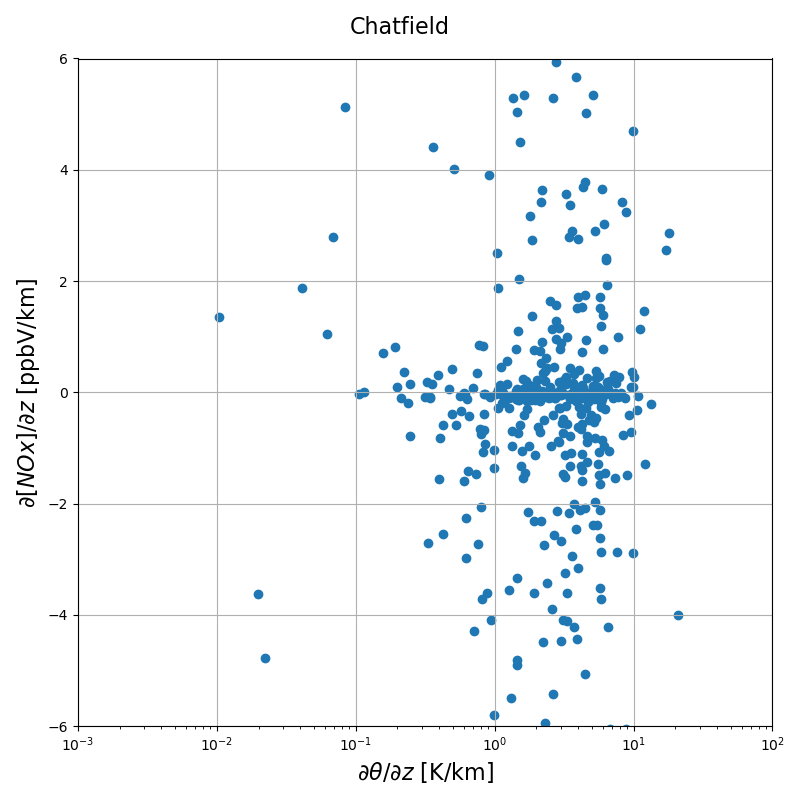 Chatfield
∂[NOx]/∂z [ppbV/km]
6
4
2
0
−2
−4
−6
10⁻³ 10⁻² 10⁻¹ 10⁰ 10¹ 10²
∂θ/∂z [K/km]